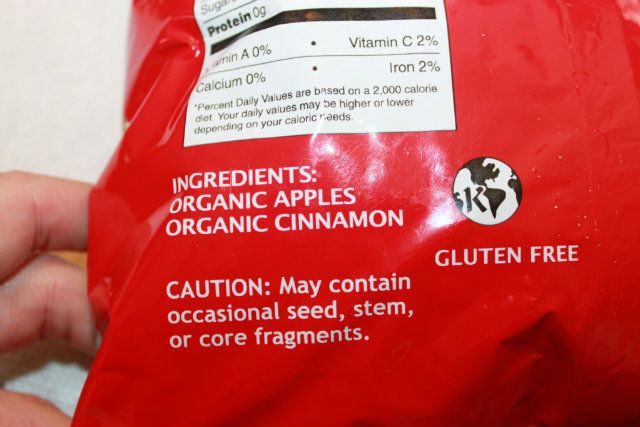 Sugars
Protein 0g
Vitamin A 0% • Vitamin C 2%
Calcium 0% • Iron 2%
*Percent Daily Values are based on a 2,000 calorie
diet. Your daily values may be higher or lower
depending on your caloric needs.
INGREDIENTS:
ORGANIC APPLES
ORGANIC CINNAMON
K
GLUTEN FREE
CAUTION: May contain
occasional seed, stem,
or core fragments.